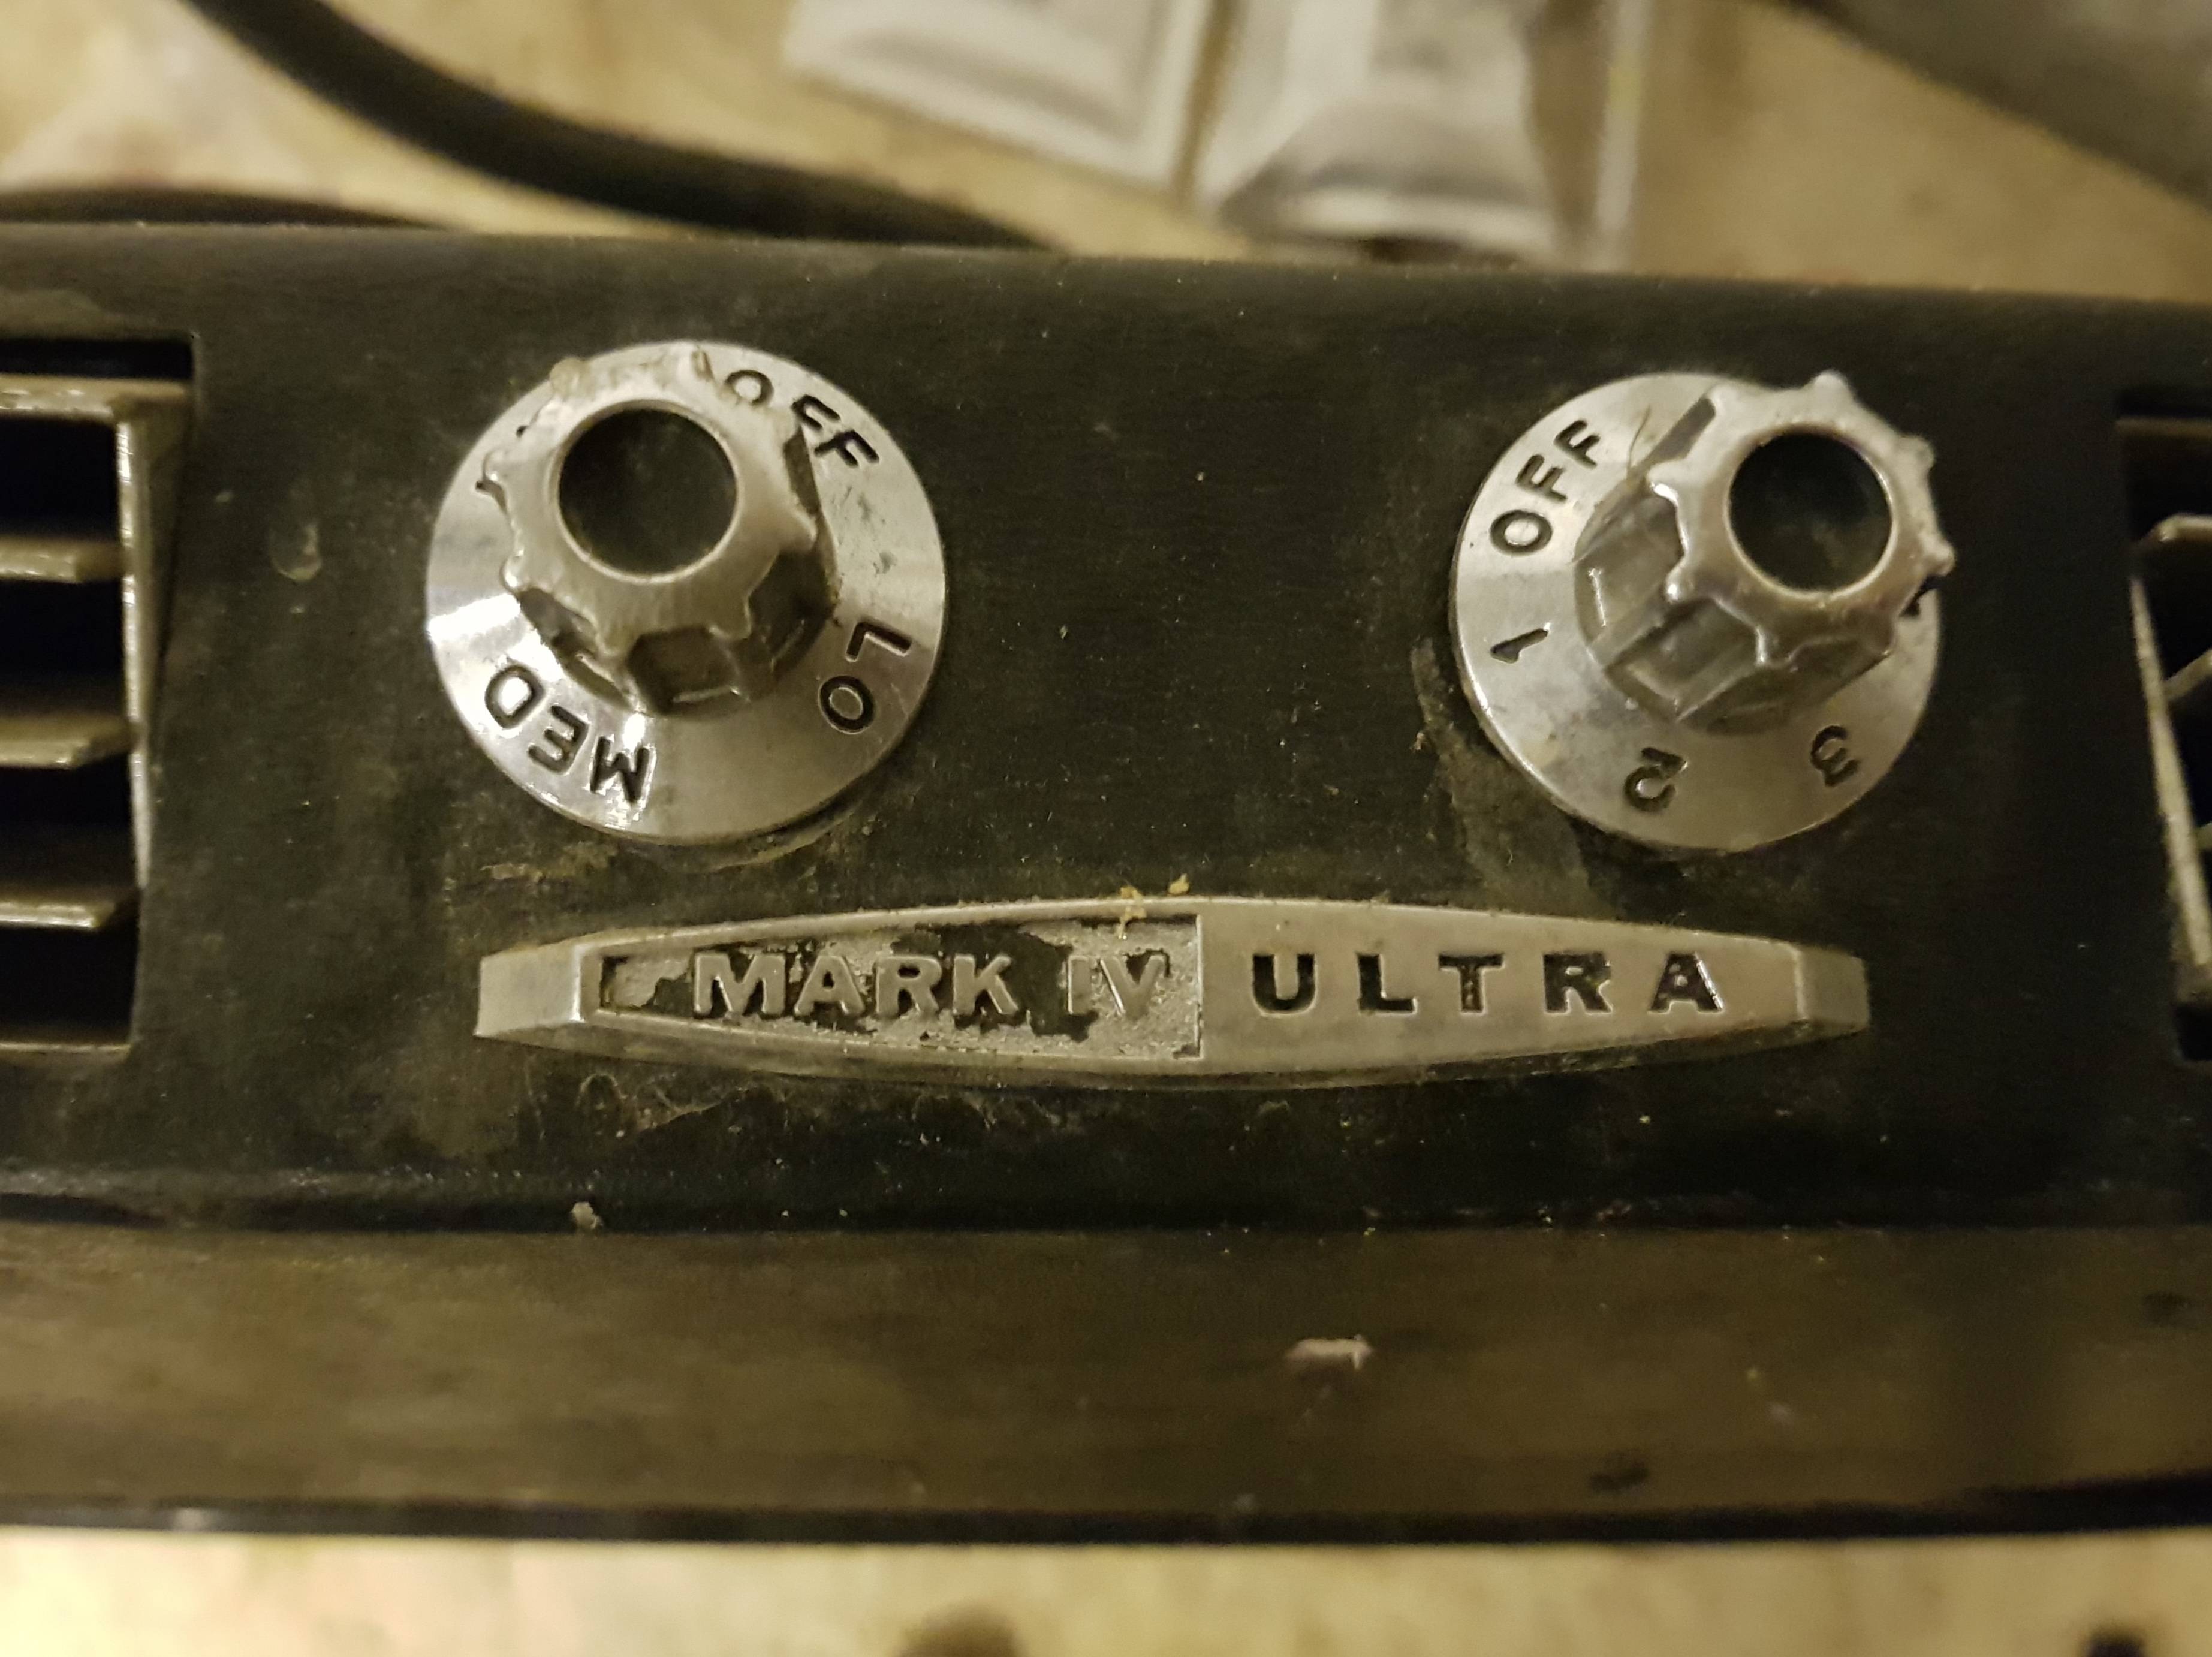 OFF
LO
MED
OFF
1
2
3
MARK IV ULTRA